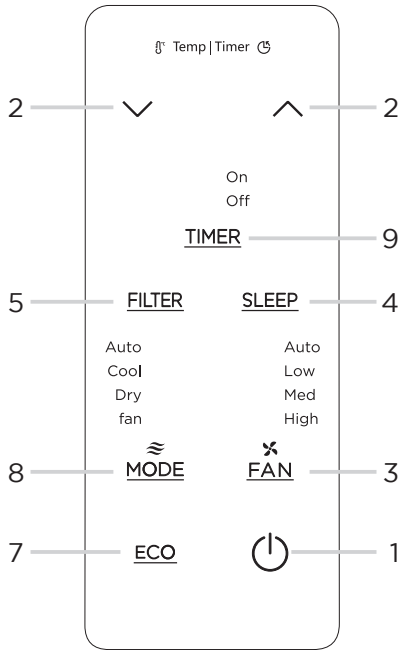 Temp | Timer
2 2
On
Off
TIMER 9
5 FILTER SLEEP 4
Auto Auto
Cool Low
Dry Med
fan High
8 MODE FAN 3
7 ECO 1